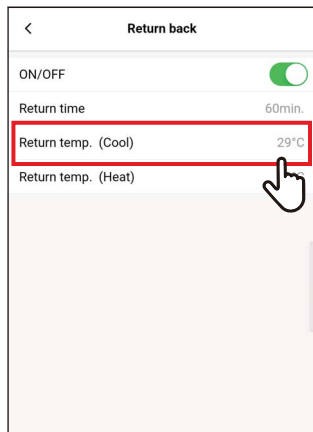 Return back
ON/OFF
Return time 60min.
Return temp. (Cool) 29°C
Return temp. (Heat)